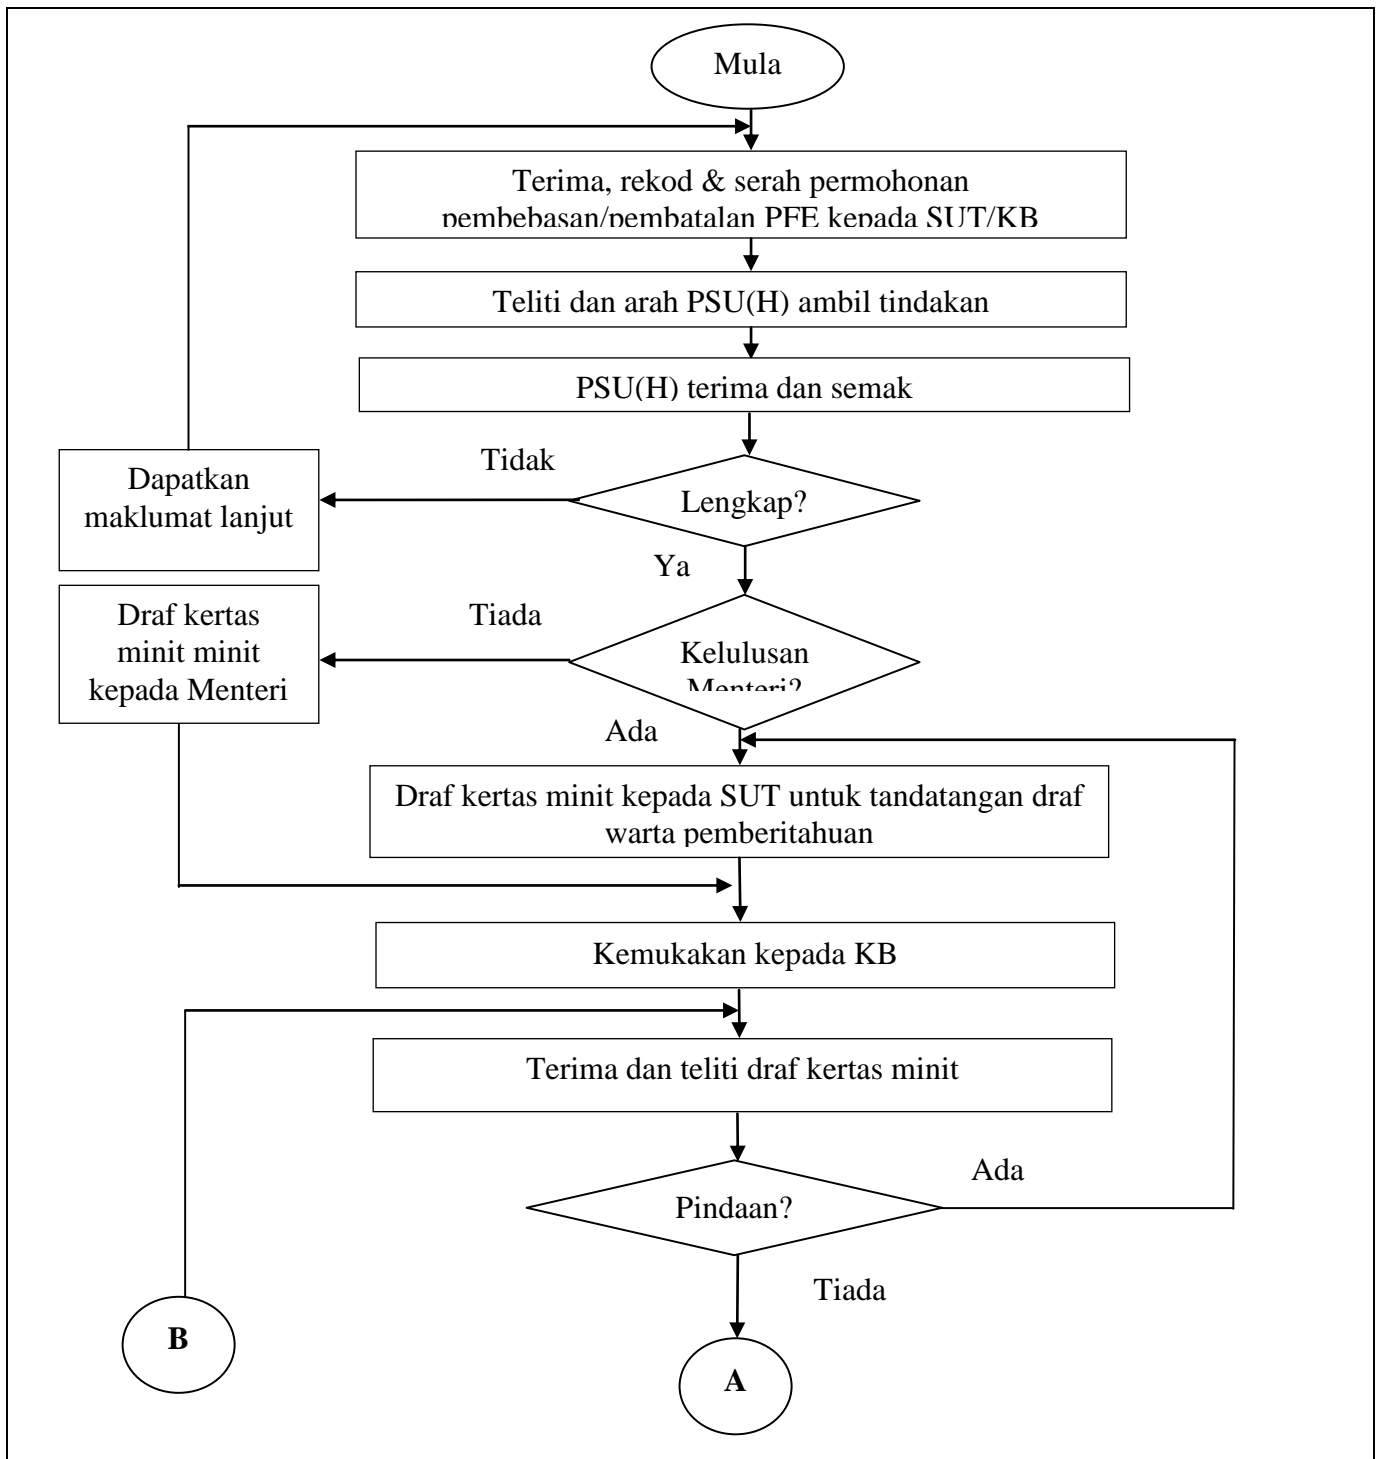 Mula
Terima, rekod & serah permohonan
pembebasan/pembatalan PFE kepada SUT/KB
Teliti dan arah PSU(H) ambil tindakan
PSU(H) terima dan semak
Tidak
Dapatkan
maklumat lanjut
Lengkap?
Ya
Draf kertas
minit minit
kepada Menteri
Tiada
Kelulusan
Menteri?
Ada
Draf kertas minit kepada SUT untuk tandatangan draf
warta pemberitahuan
Kemukakan kepada KB
Terima dan teliti draf kertas minit
Ada
Pindaan?
Tiada
B
A